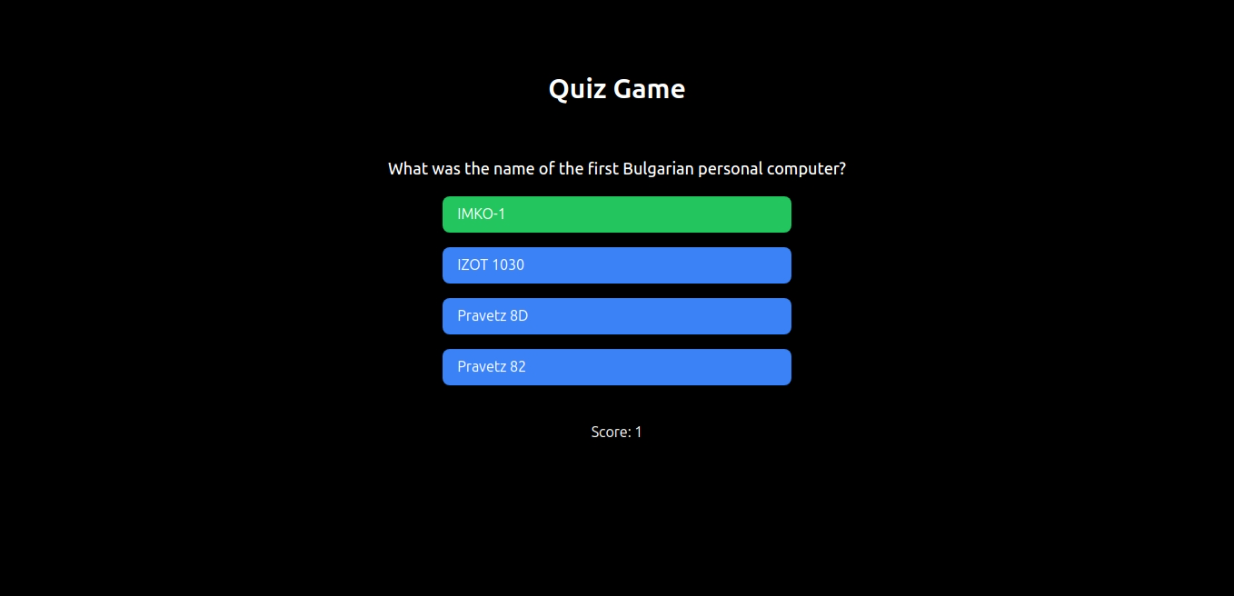 Quiz Game
What was the name of the first Bulgarian personal computer?
IMKO-1
IZOT 1030
Pravetz 8D
Pravetz 82
Score: 1